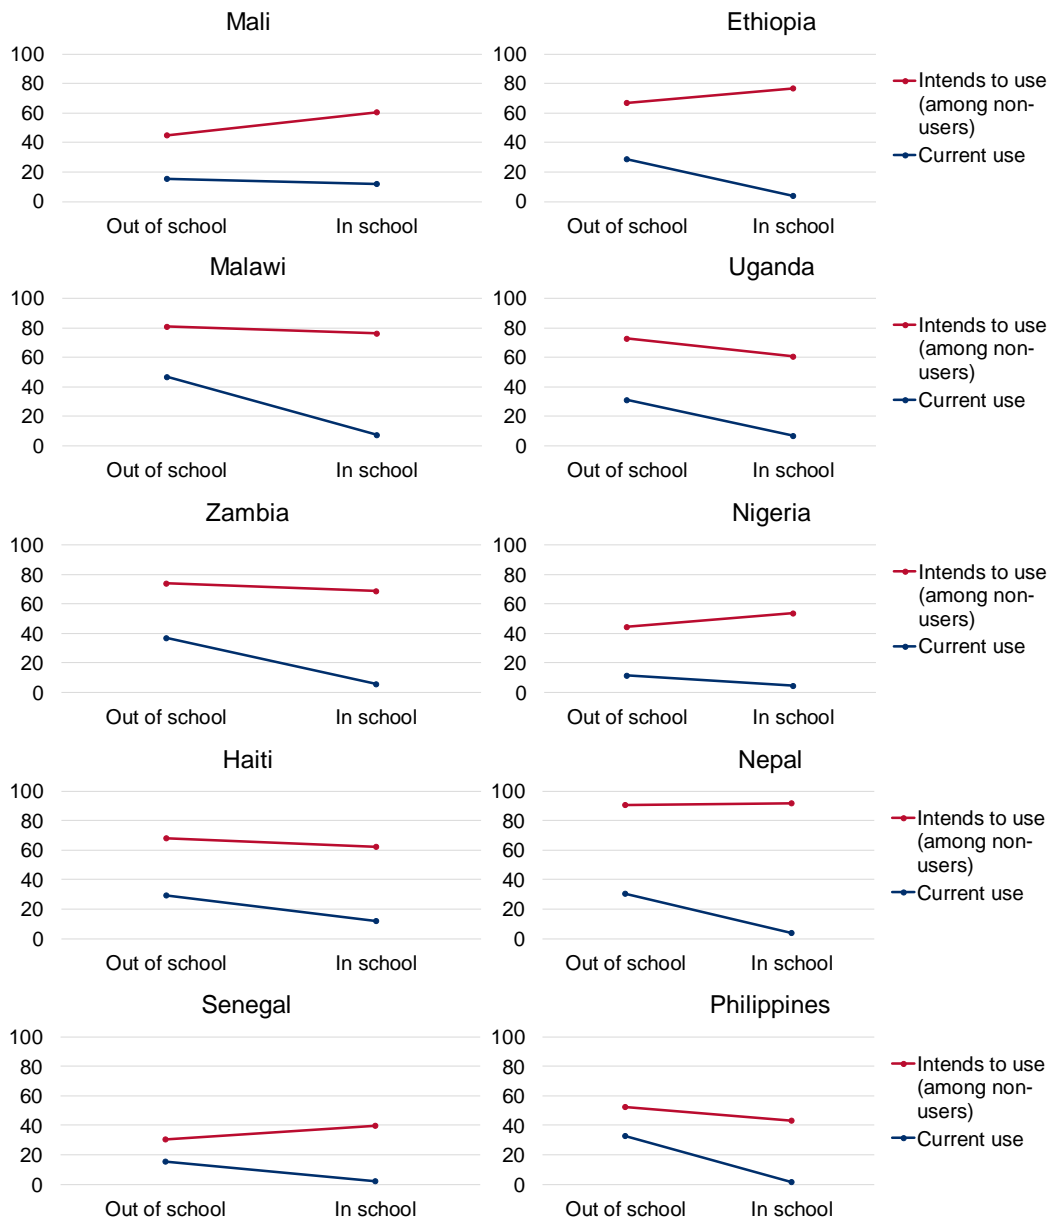 Mali
100
80
60
40
20
0
Out of school
In school
Ethiopia
100
80
60
40
20
0
Out of school
In school
Intends to use
(among non-
users)
Current use
Malawi
100
80
60
40
20
0
Out of school
In school
Uganda
100
80
60
40
20
0
Out of school
In school
Intends to use
(among non-
users)
Current use
Zambia
100
80
60
40
20
0
Out of school
In school
Nigeria
100
80
60
40
20
0
Out of school
In school
Intends to use
(among non-
users)
Current use
Haiti
100
80
60
40
20
0
Out of school
In school
Nepal
100
80
60
40
20
0
Out of school
In school
Intends to use
(among non-
users)
Current use
Senegal
100
80
60
40
20
0
Out of school
In school
Philippines
100
80
60
40
20
0
Out of school
In school
Intends to use
(among non-
users)
Current use